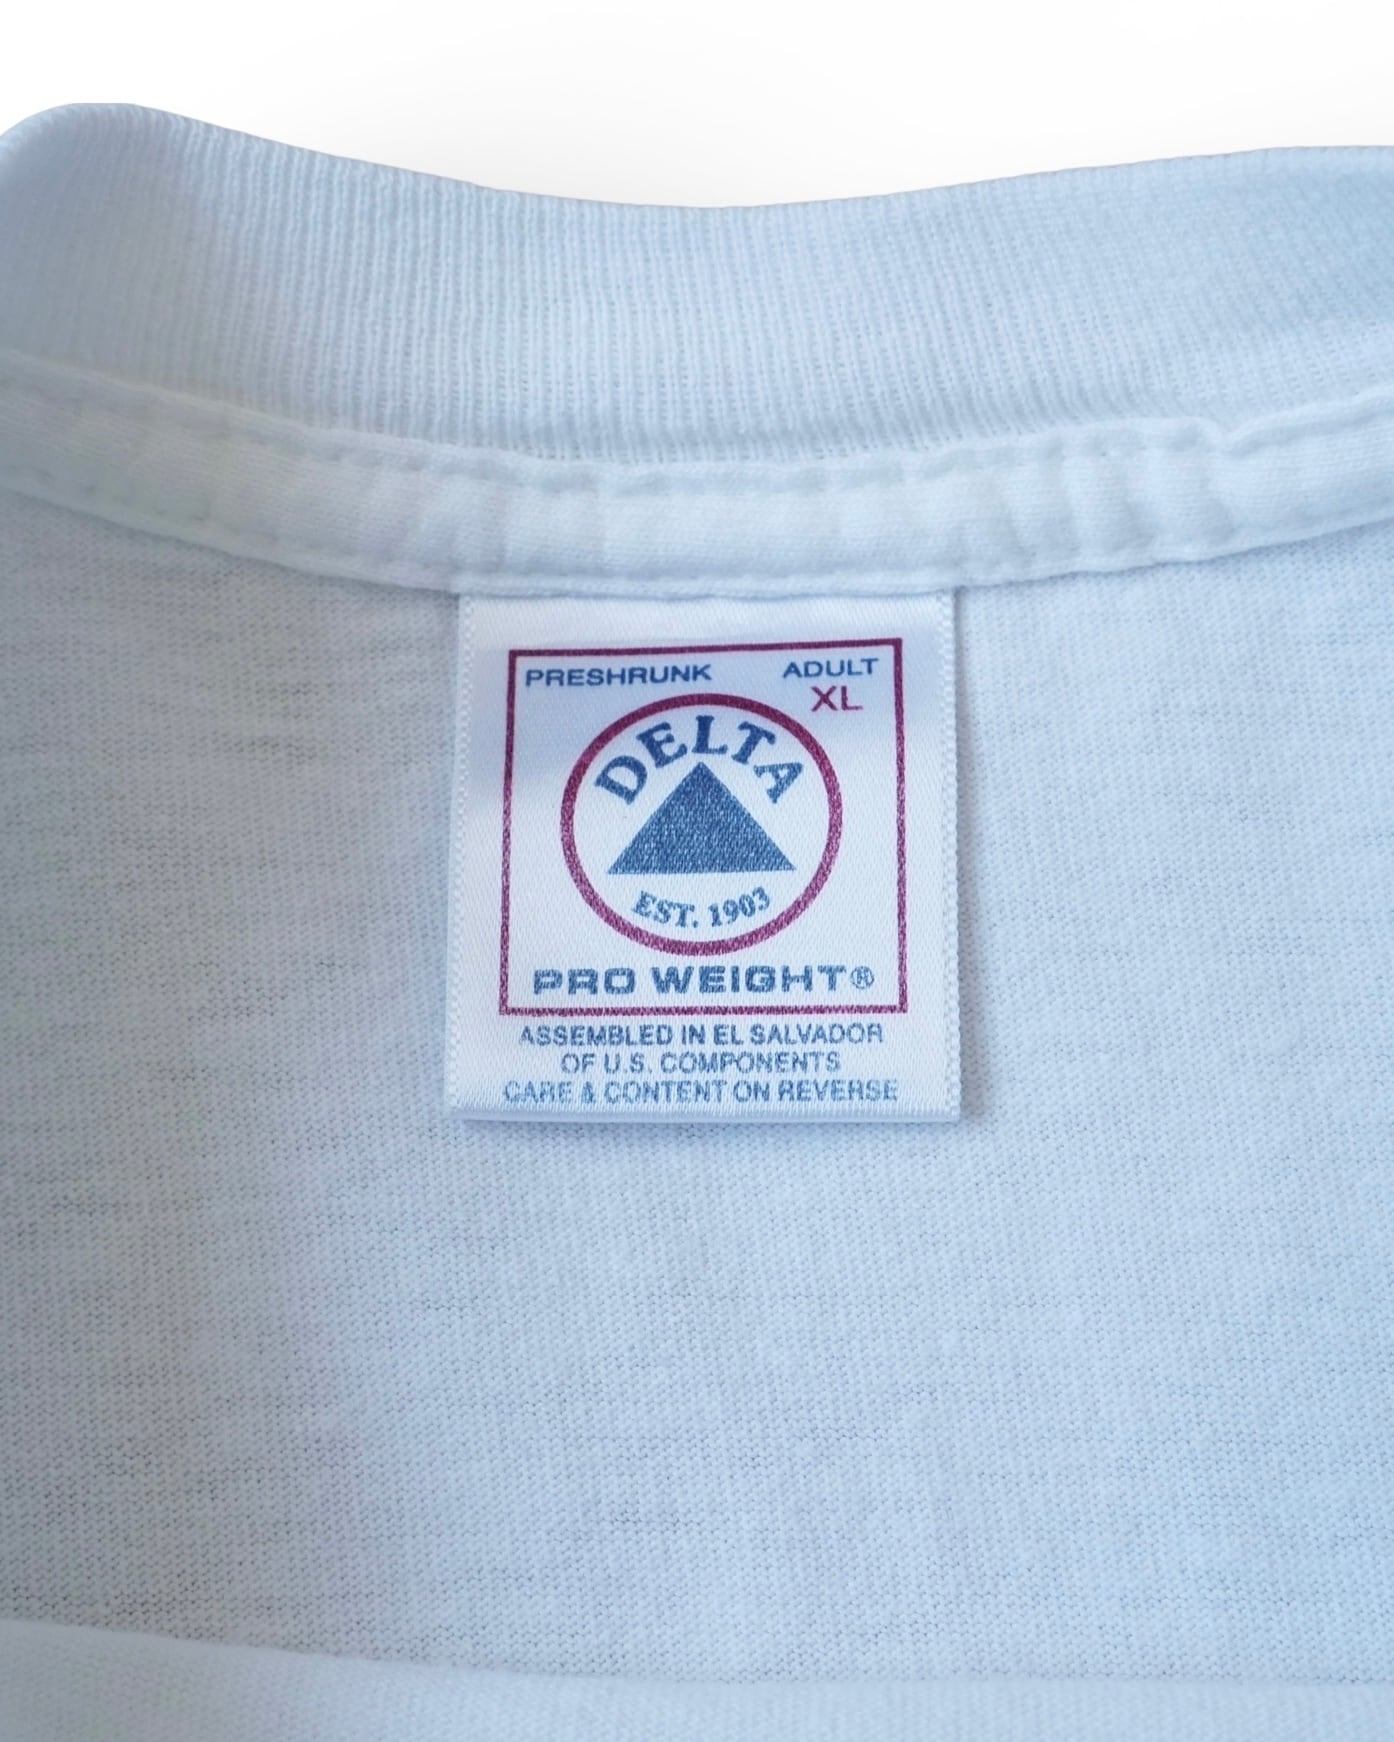 PRESHRUNK ADULT
XL
DELTA
EST. 1903
PRO WEIGHT®
ASSEMBLED IN EL SALVADOR
OF U.S. COMPONENTS
CARE & CONTENT ON REVERSE